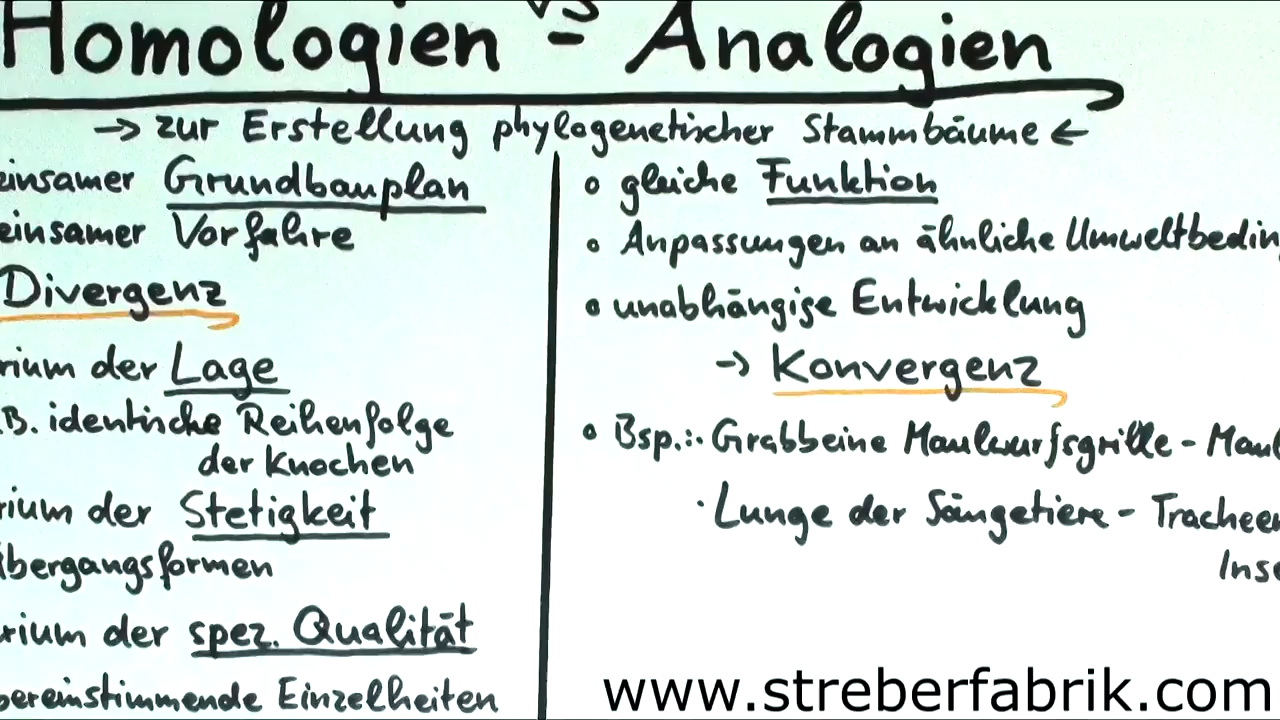 Homologien vs Analogien
→ zur Erstellung phylogenetischer Stammbäume ←
einsamer Grundbauplan
einsamer Vorfahre
Divergenz
rium der Lage
.B. identische Reihenfolge
der Knochen
rium der Stetigkeit
bergangsformen
rium der spez. Qualität
bereinstimmende Einzelheiten
• gleiche Funktion
• Anpassungen an ähnliche Umweltbedin
• unabhängige Entwicklung
→ Konvergenz
• Bsp.: · Grabbeine Maulwurfsgrille - Maul
· Lunge der Säugetiere - Tracheen
Inse
www.streberfabrik.com